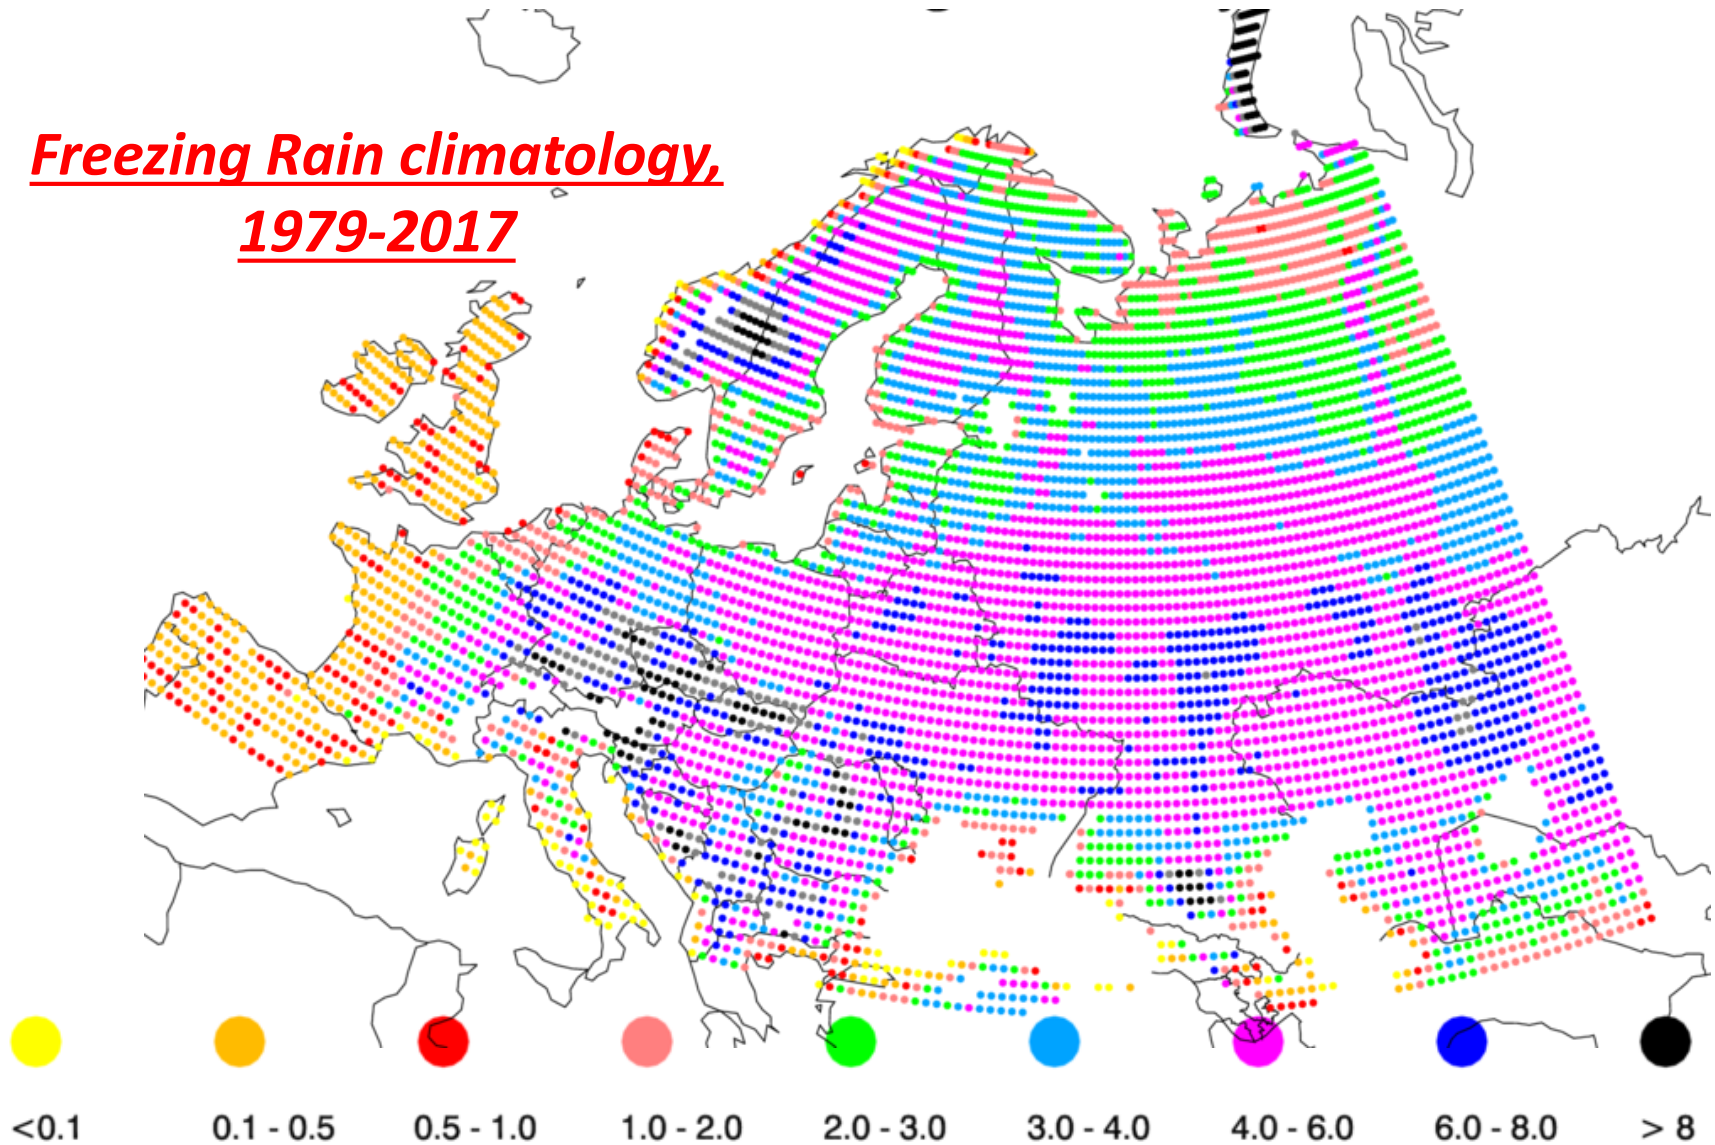 Freezing Rain climatology,
1979-2017
<0.1 0.1 - 0.5 0.5 - 1.0 1.0 - 2.0 2.0 - 3.0 3.0 - 4.0 4.0 - 6.0 6.0 - 8.0 > 8